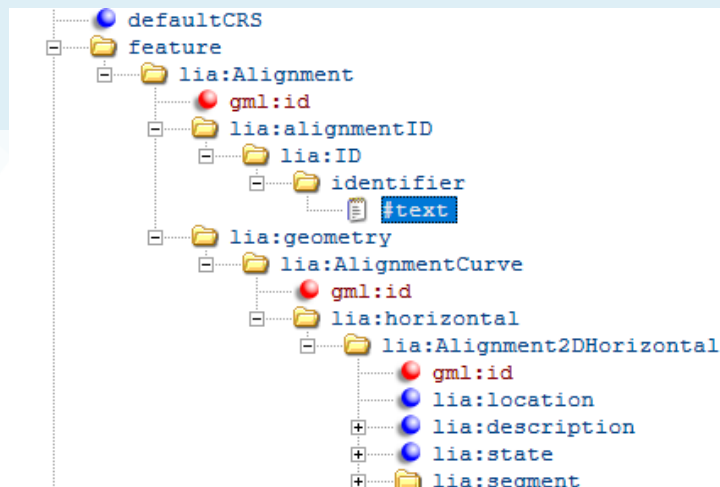 defaultCRS
feature
lia:Alignment
gml:id
lia:alignmentID
lia:ID
identifier
#text
lia:geometry
lia:AlignmentCurve
gml:id
lia:horizontal
lia:Alignment2DHorizontal
gml:id
lia:location
lia:description
lia:state
lia:segment